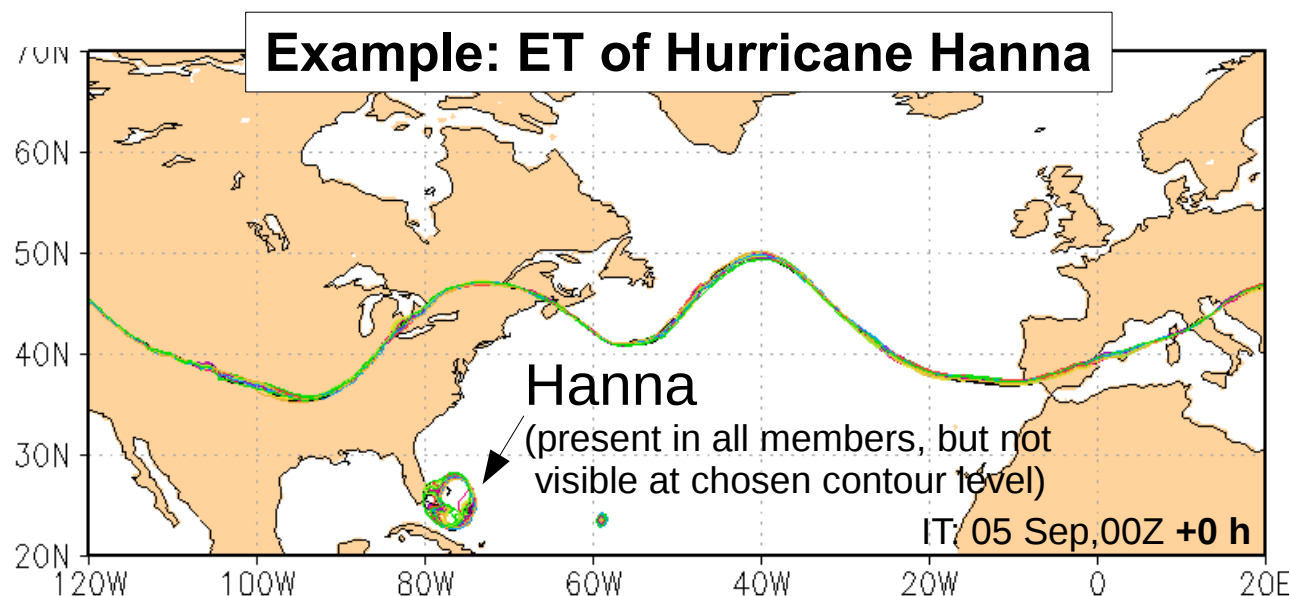 Example: ET of Hurricane Hanna
70N
60N
50N
40N
30N
20N
Hanna
(present in all members, but not
visible at chosen contour level)
IT: 05 Sep,00Z +0 h
120W 100W 80W 60W 40W 20W 0 20E